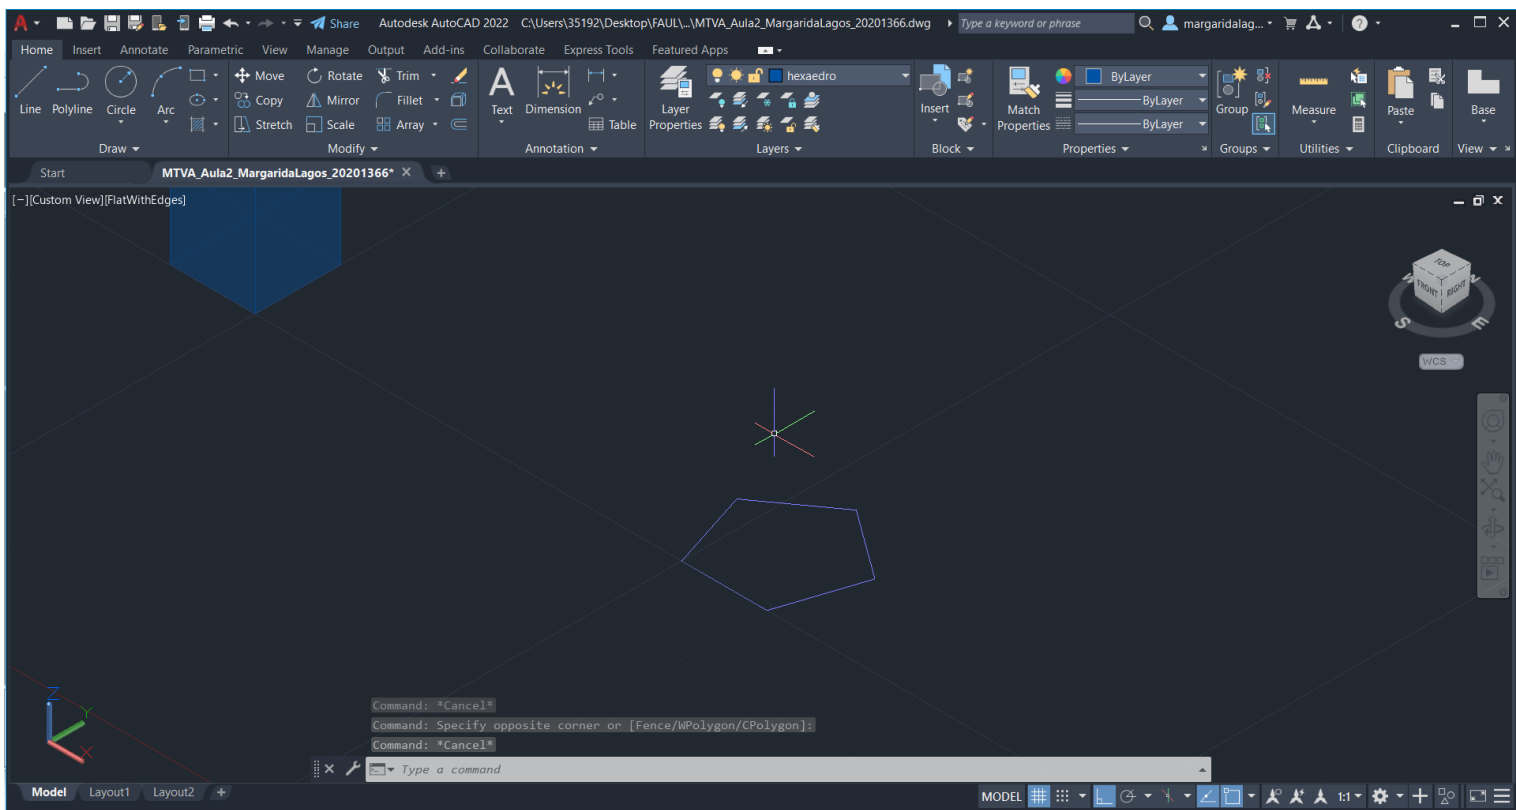 A Share Autodesk AutoCAD 2022 C:\Users\35192\Desktop\FAUL\...\MTVA_Aula2_MargaridaLagos_20201366.dwg Type a keyword or phrase margaridalag... ?
Home Insert Annotate Parametric View Manage Output Add-ins Collaborate Express Tools Featured Apps
Line Polyline Circle Arc
Move Rotate Trim
Copy Mirror Fillet
Stretch Scale Array
A Text Dimension Table
Layer Properties
hexaedro
Insert
Match Properties
ByLayer
ByLayer
ByLayer
Group
Measure
Paste
Base
Draw Modify Annotation Layers Block Properties Groups Utilities Clipboard View
Start MTVA_Aula2_MargaridaLagos_20201366* X +
[-][Custom View][FlatWithEdges]
TOP
W N
FRONT RIGHT
S E
WCS
Z
Y
X
Command: *Cancel*
Command: Specify opposite corner or [Fence/WPolygon/CPolygon]:
Command: *Cancel*
Type a command
Model Layout1 Layout2 + MODEL 1:1